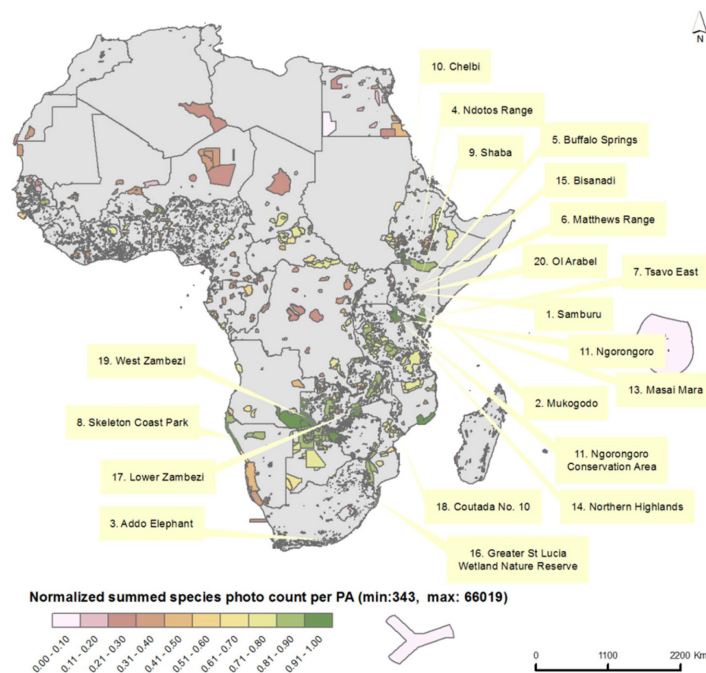 N
10. Chelbi
4. Ndotos Range
5. Buffalo Springs
9. Shaba
15. Bisanadi
6. Matthews Range
20. Ol Arabel
7. Tsavo East
1. Samburu
11. Ngorongoro
19. West Zambezi
13. Masai Mara
2. Mukogodo
8. Skeleton Coast Park
11. Ngorongoro
Conservation Area
17. Lower Zambezi
18. Coutada No. 10
14. Northern Highlands
3. Addo Elephant
16. Greater St Lucia
Wetland Nature Reserve
Normalized summed species photo count per PA (min:343, max: 66019)
0.00 - 0.10
0.11 - 0.20
0.21 - 0.30
0.31 - 0.40
0.41 - 0.50
0.51 - 0.60
0.61 - 0.70
0.71 - 0.80
0.81 - 0.90
0.91 - 1.00
0 1100 2200 Km